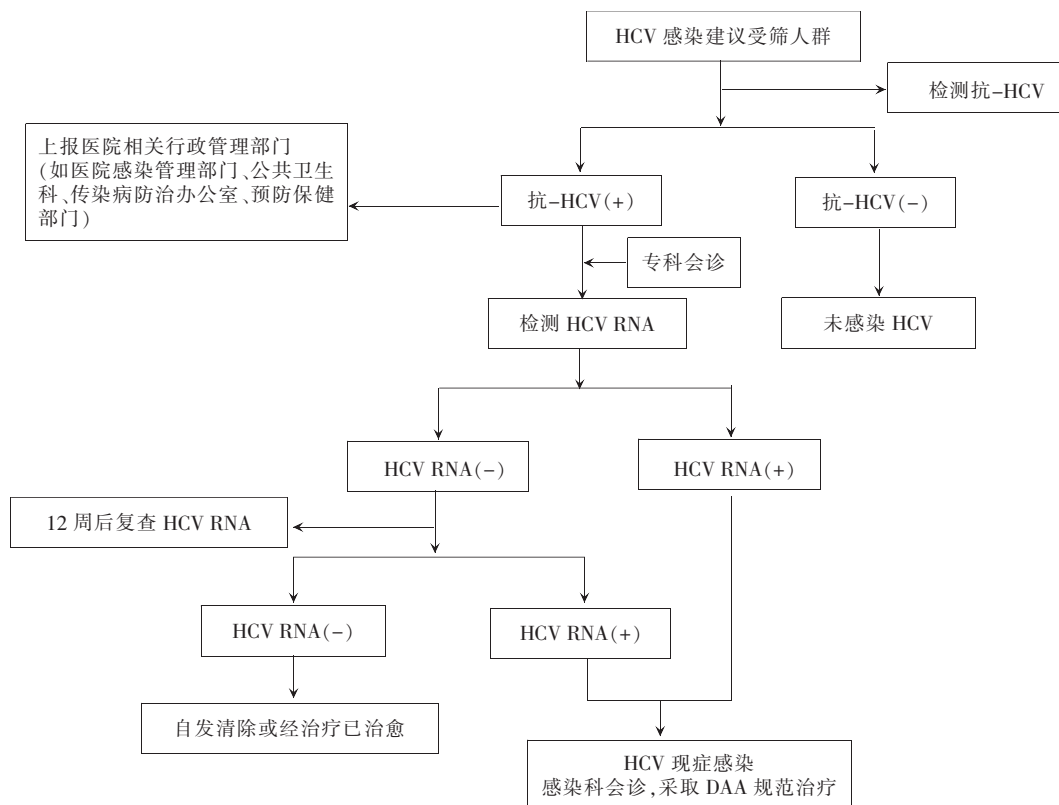 HCV 感染建议受筛人群
检测抗-HCV
上报医院相关行政管理部门
(如医院感染管理部门、公共卫生
科、传染病防治办公室、预防保健
部门)
抗-HCV(+)
抗-HCV(-)
专科会诊
检测 HCV RNA
未感染 HCV
HCV RNA(-)
HCV RNA(+)
12 周后复查 HCV RNA
HCV RNA(-)
HCV RNA(+)
自发清除或经治疗已治愈
HCV 现症感染
感染科会诊,采取 DAA 规范治疗